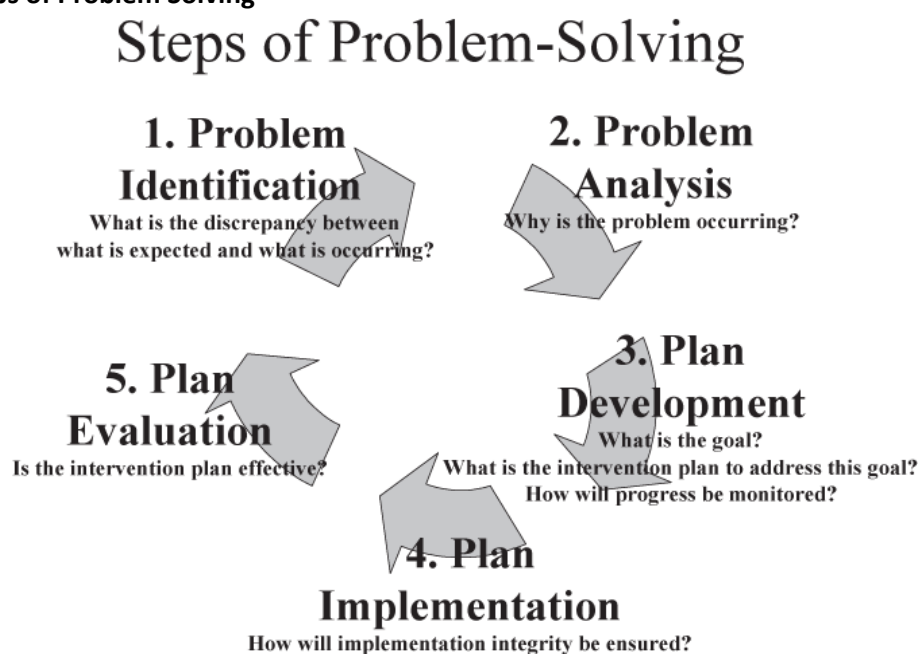 Steps of Problem-Solving
1. Problem
Identification
What is the discrepancy between
what is expected and what is occurring?
2. Problem
Analysis
Why is the problem occurring?
3. Plan
Development
What is the goal?
What is the intervention plan to address this goal?
How will progress be monitored?
4. Plan
Implementation
How will implementation integrity be ensured?
5. Plan
Evaluation
Is the intervention plan effective?